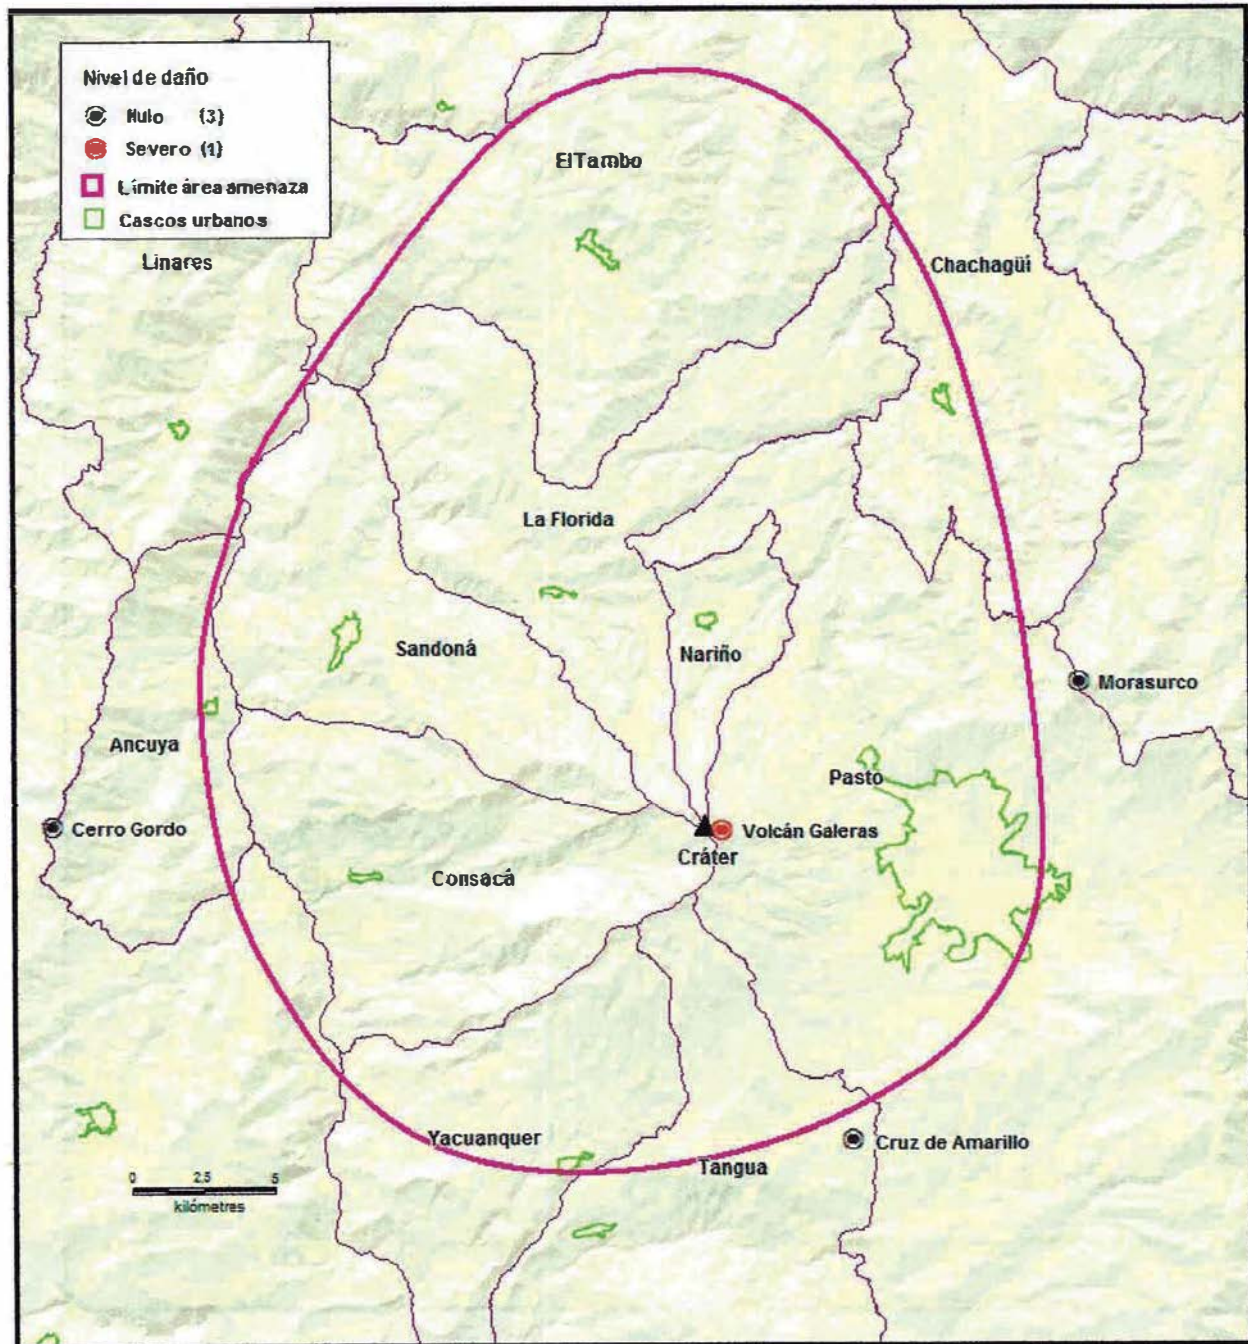 Nivel de daño
Nulo (3)
Severo (1)
Límite área amenaza
Cascos urbanos
Linares
El Tambo
Chachagüí
La Florida
Sandoná
Nariño
Morasurco
Ancuya
Pasto
Cerro Gordo
Volcán Galeras
Cráter
Consacá
Yacuanquer
Cruz de Amarillo
Tangua
0 2,5 5
kilómetres